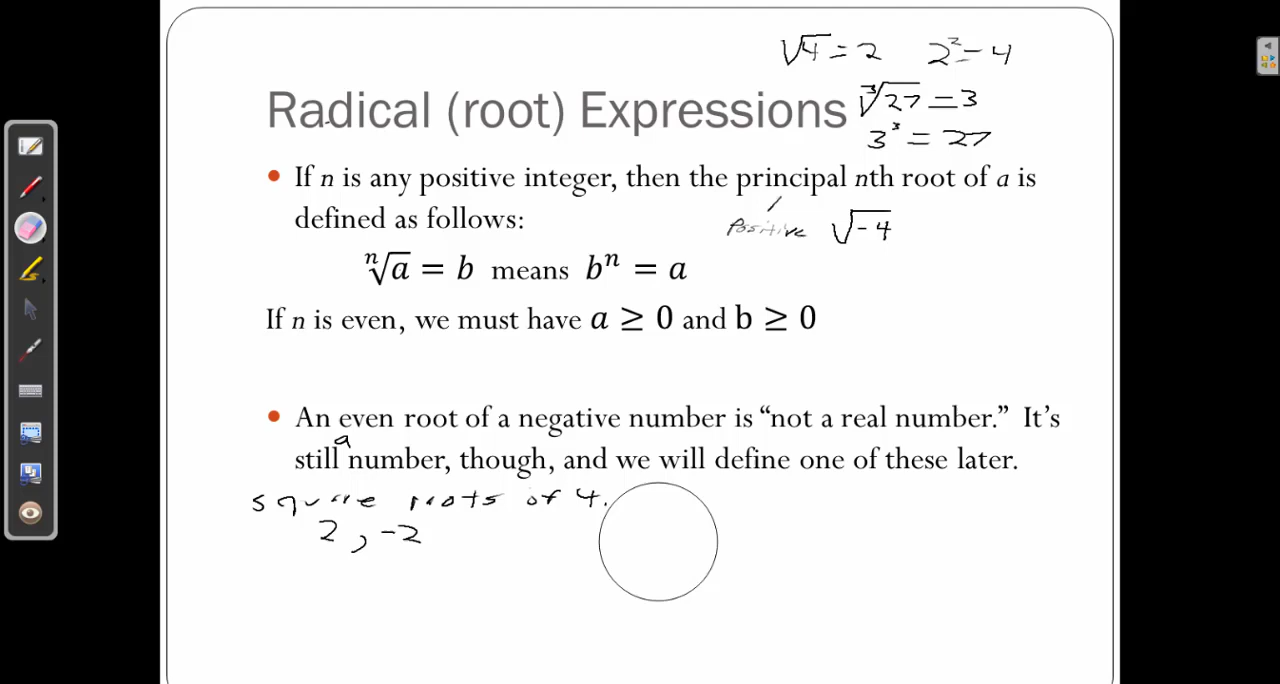 √4 = 2 2² = 4
Radical (root) Expressions ³√27 = 3
3³ = 27
• If n is any positive integer, then the principal nth root of a is
defined as follows: positive √-4
ⁿ√a = b means bⁿ = a
If n is even, we must have a ≥ 0 and b ≥ 0
• An even root of a negative number is “not a real number.” It’s
a
still number, though, and we will define one of these later.
square roots of 4.
2, -2